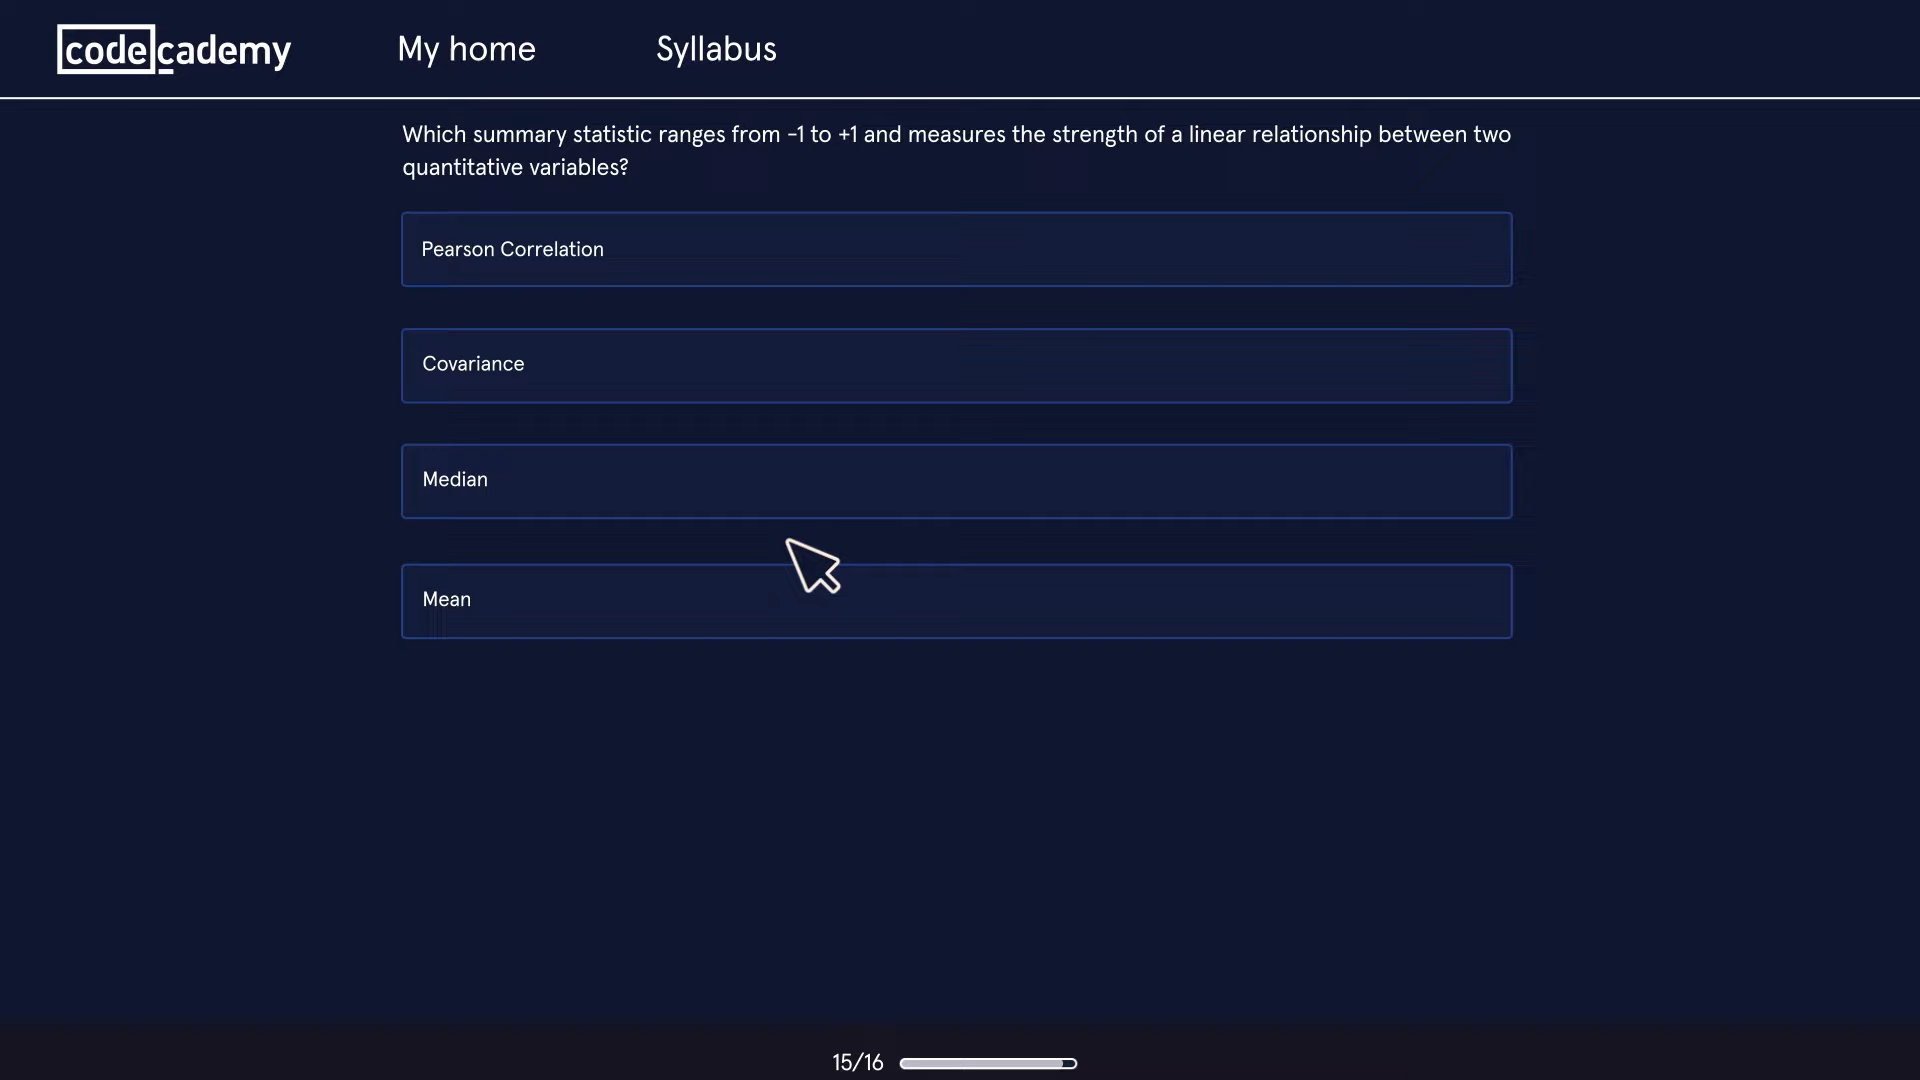 codecademy
My home
Syllabus
Which summary statistic ranges from -1 to +1 and measures the strength of a linear relationship between two
quantitative variables?
Pearson Correlation
Covariance
Median
Mean
15/16